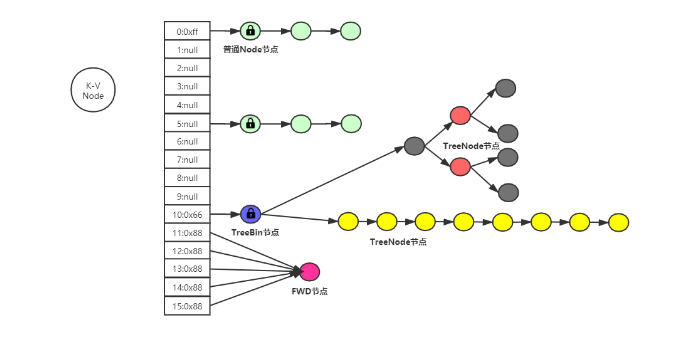 K-V
Node
0:0xff
1:null
2:null
3:null
4:null
5:null
6:null
7:null
8:null
9:null
10:0x66
11:0x88
12:0x88
13:0x88
14:0x88
15:0x88
普通Node节点
TreeNode节点
TreeBin节点
TreeNode节点
FWD节点